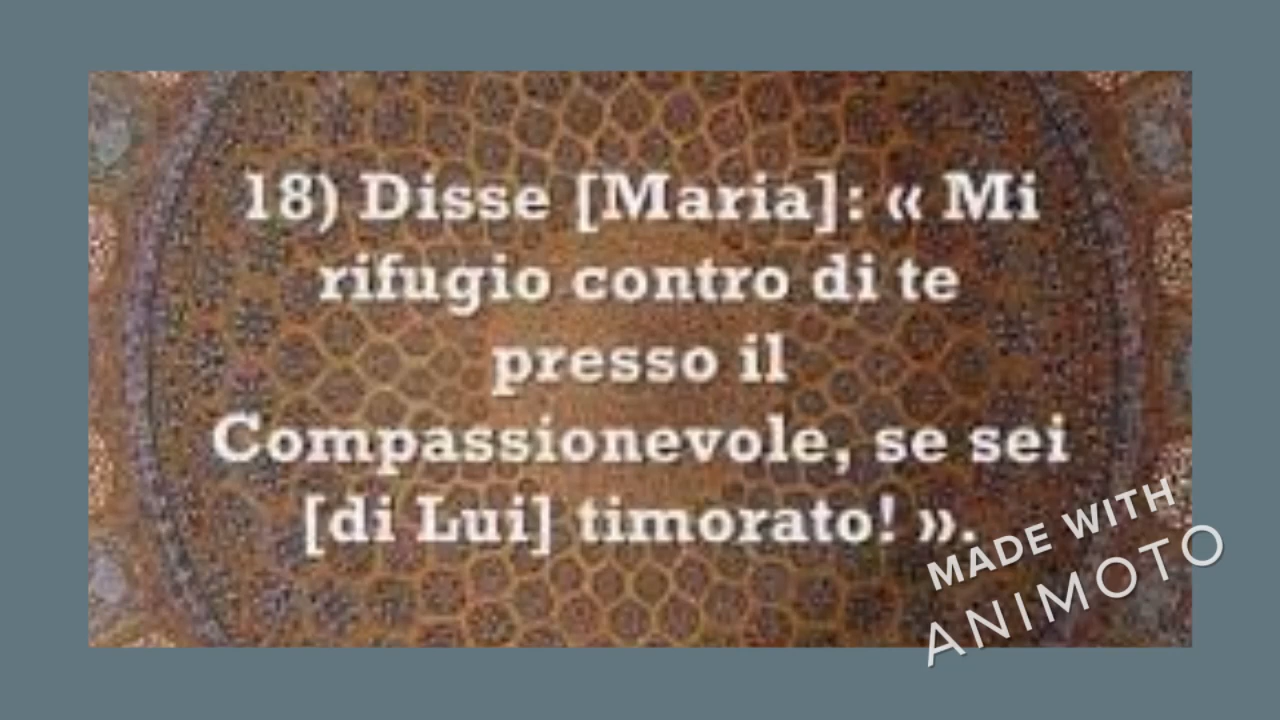 18) Disse [Maria]: « Mi
rifugio contro di te
presso il
Compassionevole, se sei
[di Lui] timorato! ».
MADE WITH
ANIMOTO